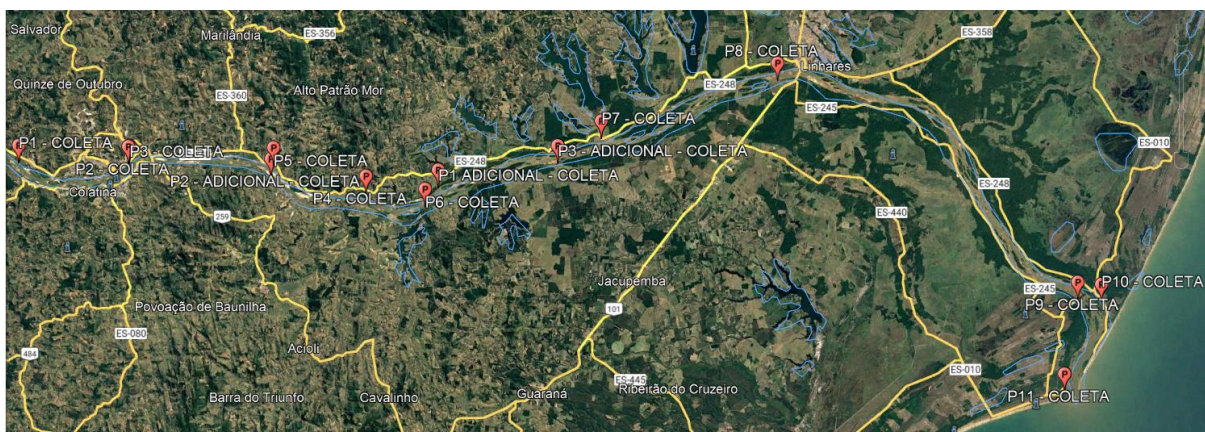 Salvador
Marilândia
ES-356
ES-358
P8 - COLETA
Linhares
Quinze de Outubro
Alto Patrão Mor
ES-248
ES-360
ES-245
P7 - COLETA
P1 - COLETA
P3 - COLETA
P2 - COLETA
P5 - COLETA
ES-248
P3 - ADICIONAL - COLETA
ES-010
P2 - ADICIONAL - COLETA
P1 ADICIONAL - COLETA
Colatina
P4 - COLETA
P6 - COLETA
ES-248
259
ES-440
Jacupemba
P10 - COLETA
ES-245
P9 - COLETA
Povoação de Baunilha
101
ES-080
Acioli
484
ES-010
ES-445
Ribeirão do Cruzeiro
Barra do Triunfo
Cavalinho
Guaraná
P11 - COLETA